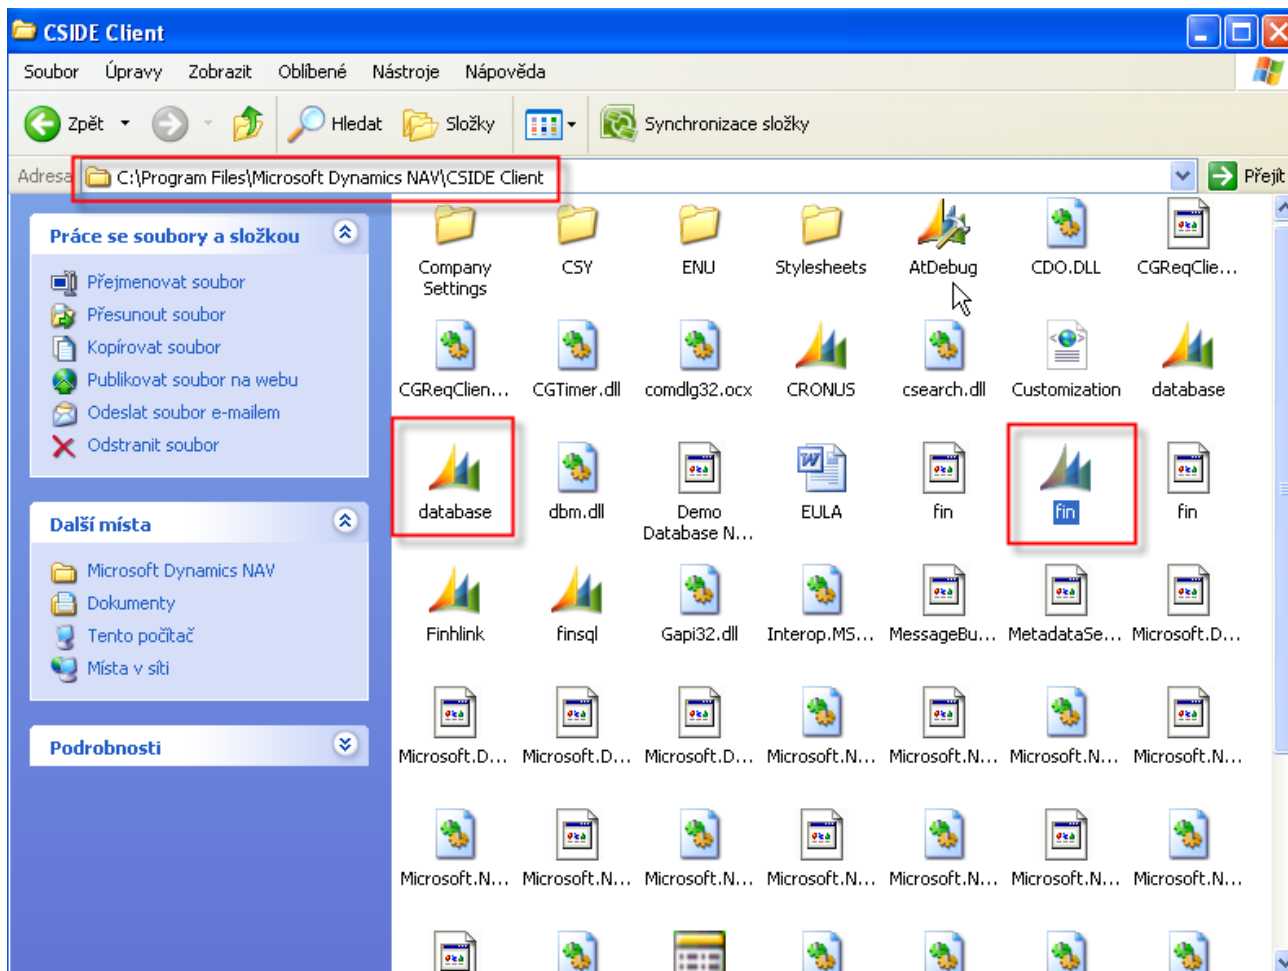 CSIDE Client
Soubor Úpravy Zobrazit Oblíbené Nástroje Nápověda
Zpět Hledat Složky Synchronizace složky
Adresa C:\Program Files\Microsoft Dynamics NAV\CSIDE Client Přejít
Práce se soubory a složkou
Přejmenovat soubor
Přesunout soubor
Kopírovat soubor
Publikovat soubor na webu
Odeslat soubor e-mailem
Odstranit soubor
Další místa
Microsoft Dynamics NAV
Dokumenty
Tento počítač
Místa v síti
Podrobnosti
Company Settings CSY ENU Stylesheets AtDebug CDO.DLL CGReqClie...
CGReqClien... CGTimer.dll comdlg32.ocx CRONUS csearch.dll Customization database
database dbm.dll Demo Database N... EULA fin fin fin
Finhlink finsql Gapi32.dll Interop.MS... MessageBu... MetadataSe... Microsoft.D...
Microsoft.D... Microsoft.D... Microsoft.D... Microsoft.N... Microsoft.N... Microsoft.N... Microsoft.N...
Microsoft.N... Microsoft.N... Microsoft.N... Microsoft.N... Microsoft.N... Microsoft.N... Microsoft.N...